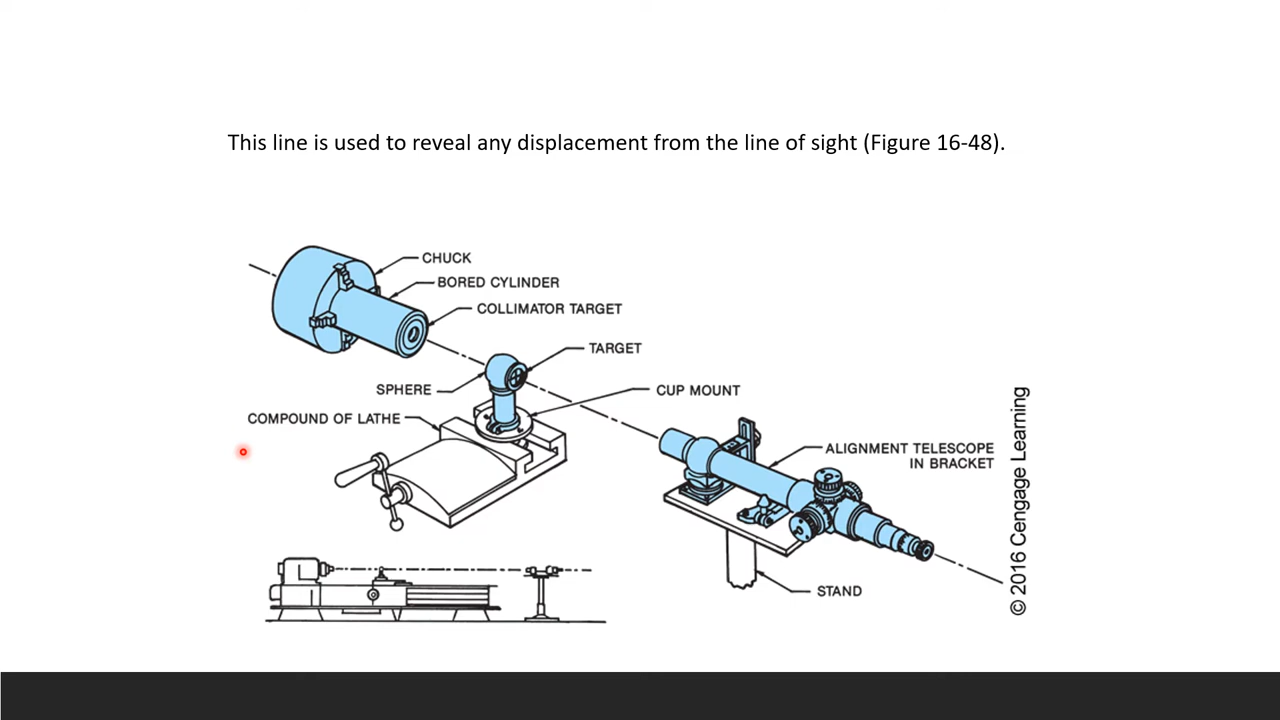 This line is used to reveal any displacement from the line of sight (Figure 16-48).
CHUCK
BORED CYLINDER
COLLIMATOR TARGET
TARGET
SPHERE
CUP MOUNT
COMPOUND OF LATHE
ALIGNMENT TELESCOPE
IN BRACKET
STAND
© 2016 Cengage Learning